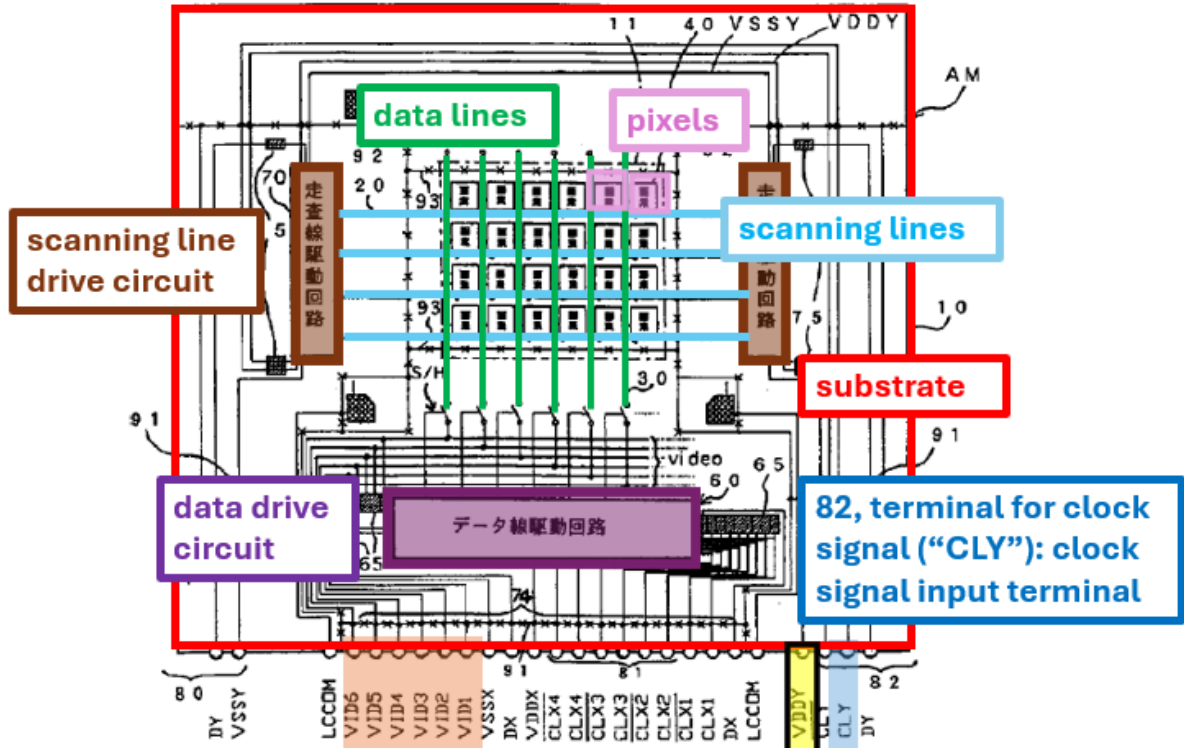 11
40
VSSY
VDDY
AM
data lines
pixels
92
70
20
93
走査線駆動回路
走
動回路
scanning line
drive circuit
scanning lines
5
93
75
10
S/H
30
substrate
91
91
video
60
65
data drive
circuit
データ線駆動回路
65
82, terminal for clock
signal (“CLY”): clock
signal input terminal
74
80
91
81
82
DY
VSSY
LCCOM
VID6
VID5
VID4
VID3
VID2
VID1
VSSX
DX
VDDX
CLX4
CLX4
CLX3
CLX3
CLX2
CLX2
CLX1
CLX1
DX
LCCOM
VDDY
CLY
CLY
DY